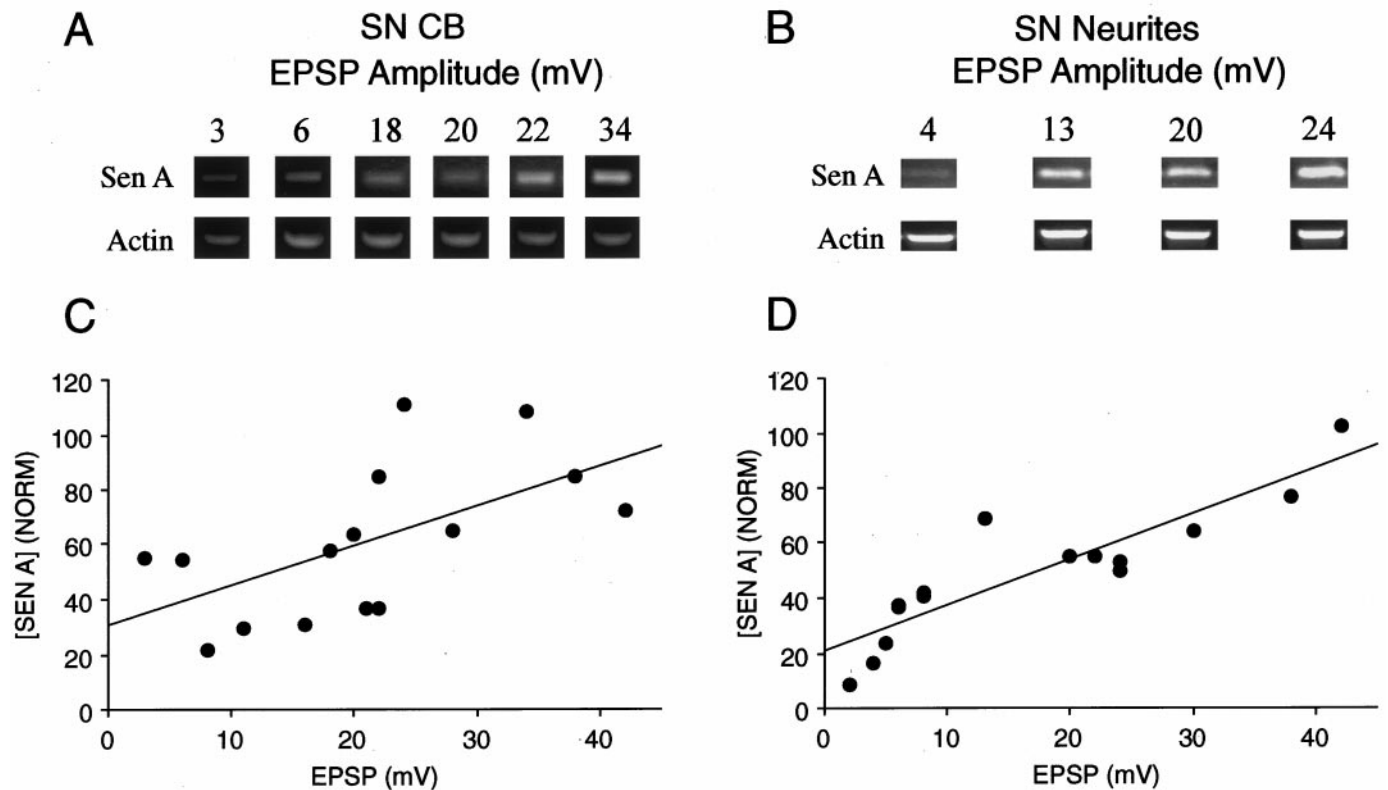 A
SN CB
EPSP Amplitude (mV)
3 6 18 20 22 34
Sen A
Actin
B
SN Neurites
EPSP Amplitude (mV)
4 13 20 24
Sen A
Actin
C
[SEN A] (NORM)
120
100
80
60
40
20
0
0 10 20 30 40
EPSP (mV)
D
[SEN A] (NORM)
120
100
80
60
40
20
0
0 10 20 30 40
EPSP (mV)